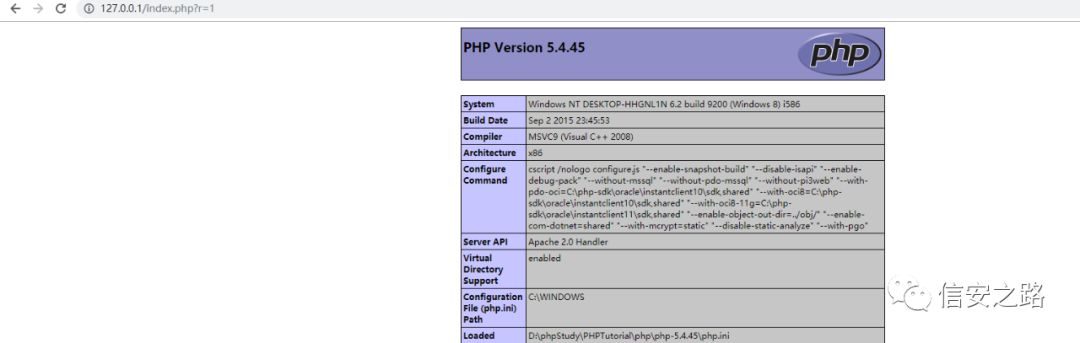 127.0.0.1/index.php?r=1
PHP Version 5.4.45
php
System Windows NT DESKTOP-HHGNL1N 6.2 build 9200 (Windows 8) i586
Build Date Sep 2 2015 23:45:53
Compiler MSVC9 (Visual C++ 2008)
Architecture x86
Configure Command cscript /nologo configure.js "--enable-snapshot-build" "--disable-isapi" "--enable-
debug-pack" "--without-mssql" "--without-pdo-mssql" "--without-pi3web" "--with-
pdo-oci=C:\php-sdk\oracle\instantclient10\sdk,shared" "--with-oci8=C:\php-
sdk\oracle\instantclient10\sdk,shared" "--with-oci8-11g=C:\php-
sdk\oracle\instantclient11\sdk,shared" "--enable-object-out-dir=../obj/" "--enable-
com-dotnet=shared" "--with-mcrypt=static" "--disable-static-analyze" "--with-pgo"
Server API Apache 2.0 Handler
Virtual
Directory
Support enabled
Configuration
File (php.ini)
Path C:\WINDOWS
Loaded D:\phpStudy\PHPTutorial\php\php-5.4.45\php.ini
信安之路